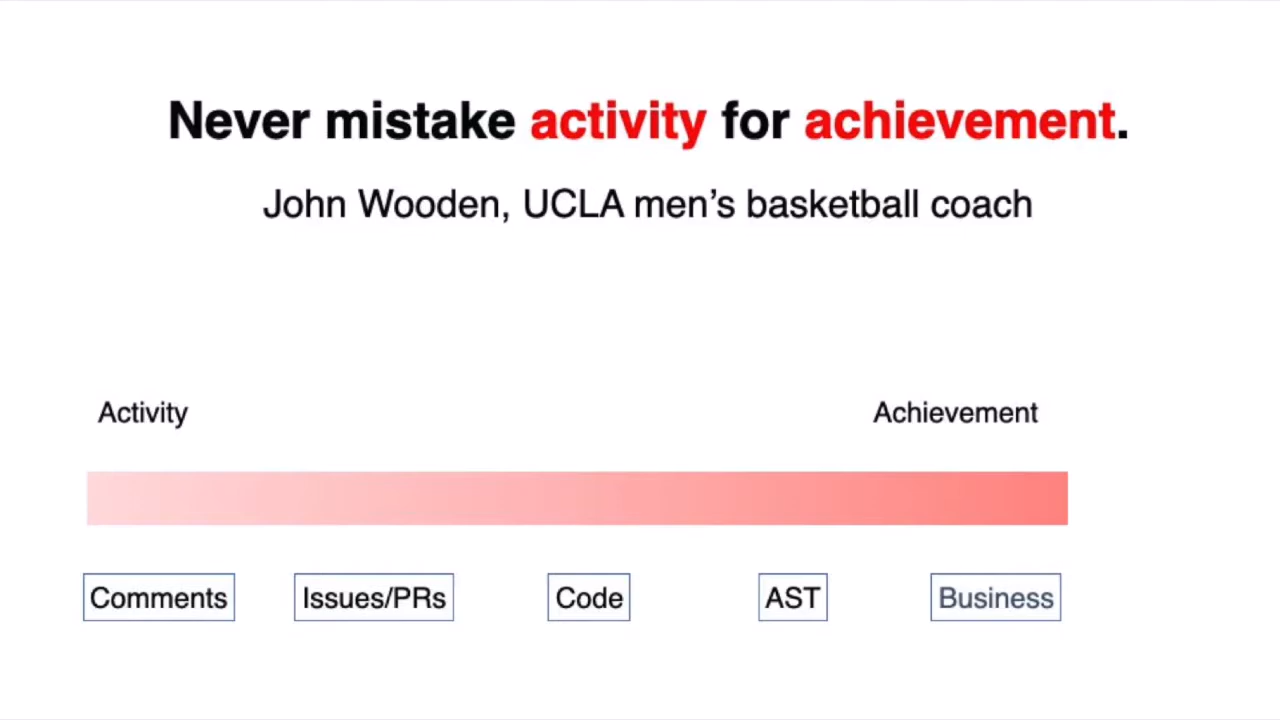 Never mistake activity for achievement.
John Wooden, UCLA men’s basketball coach
Activity Achievement
Comments Issues/PRs Code AST Business